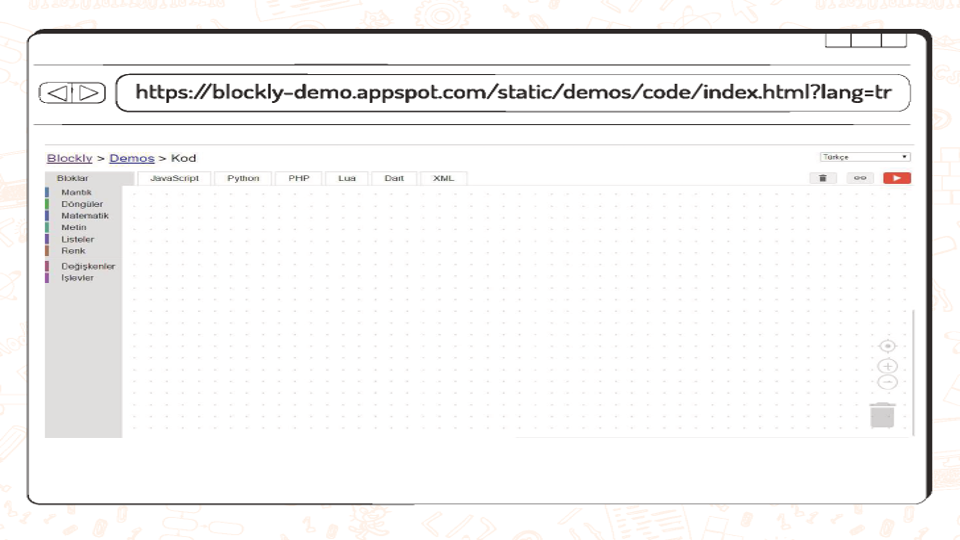 https://blockly-demo.appspot.com/static/demos/code/index.html?lang=tr
Blockly > Demos > Kod
Türkçe
Bloklar JavaScript Python PHP Lua Dart XML
Mantık
Döngüler
Matematik
Metin
Listeler
Renk
Değişkenler
İşlevler